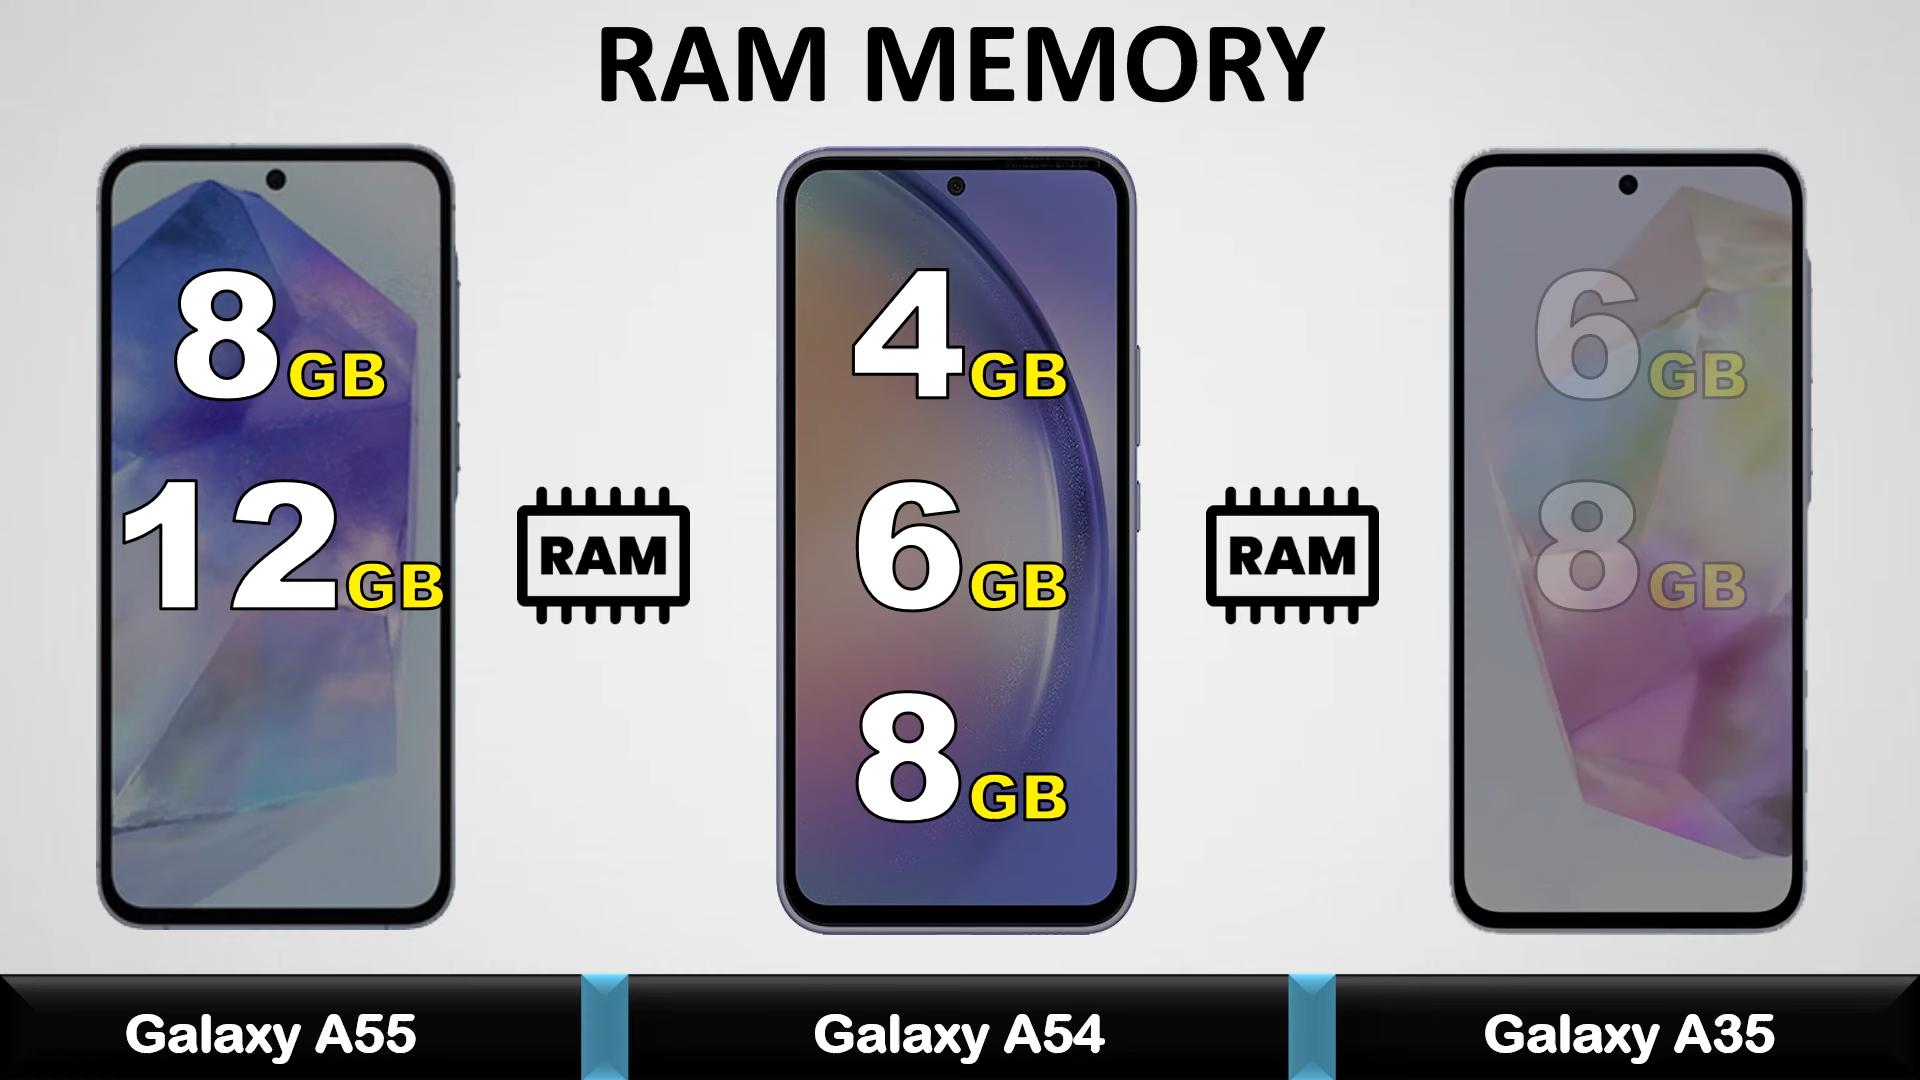 RAM MEMORY
8GB
12GB
RAM
4GB
6GB
8GB
RAM
6GB
8GB
Galaxy A55
Galaxy A54
Galaxy A35